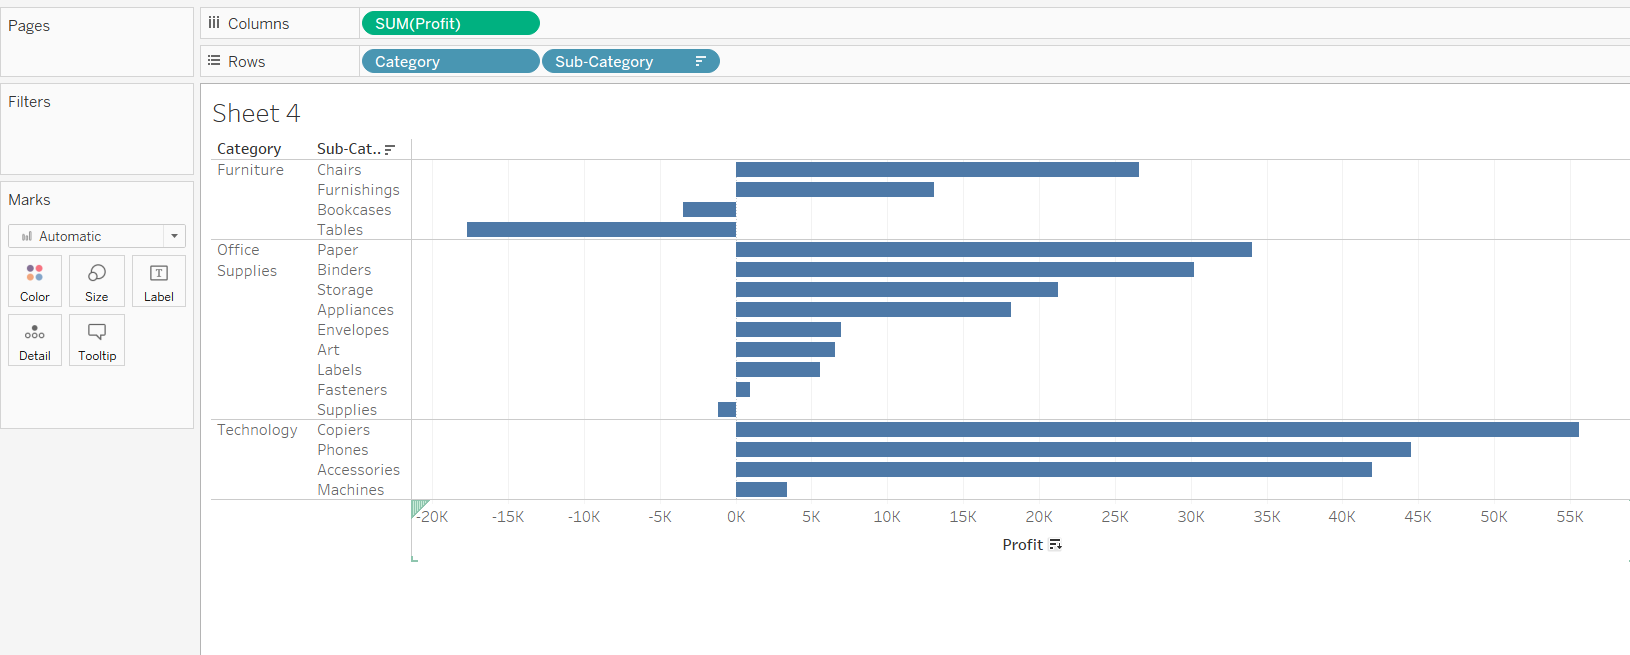 Pages
Columns
SUM(Profit)
Rows
Category Sub-Category
Filters
Marks
Automatic
Color Size Label
Detail Tooltip
Sheet 4
Category Sub-Cat..
Furniture Chairs
Furnishings
Bookcases
Tables
Office Paper
Supplies Binders
Storage
Appliances
Envelopes
Art
Labels
Fasteners
Supplies
Technology Copiers
Phones
Accessories
Machines
-20K -15K -10K -5K 0K 5K 10K 15K 20K 25K 30K 35K 40K 45K 50K 55K
Profit